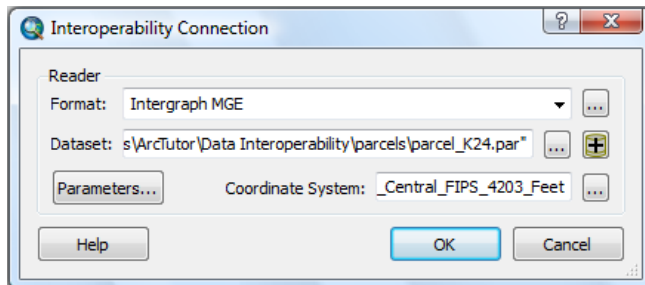 Interoperability Connection
Reader
Format: Intergraph MGE ...
Dataset: s\ArcTutor\Data Interoperability\parcels\parcel_K24.par" ...
Parameters... Coordinate System: _Central_FIPS_4203_Feet ...
Help OK Cancel